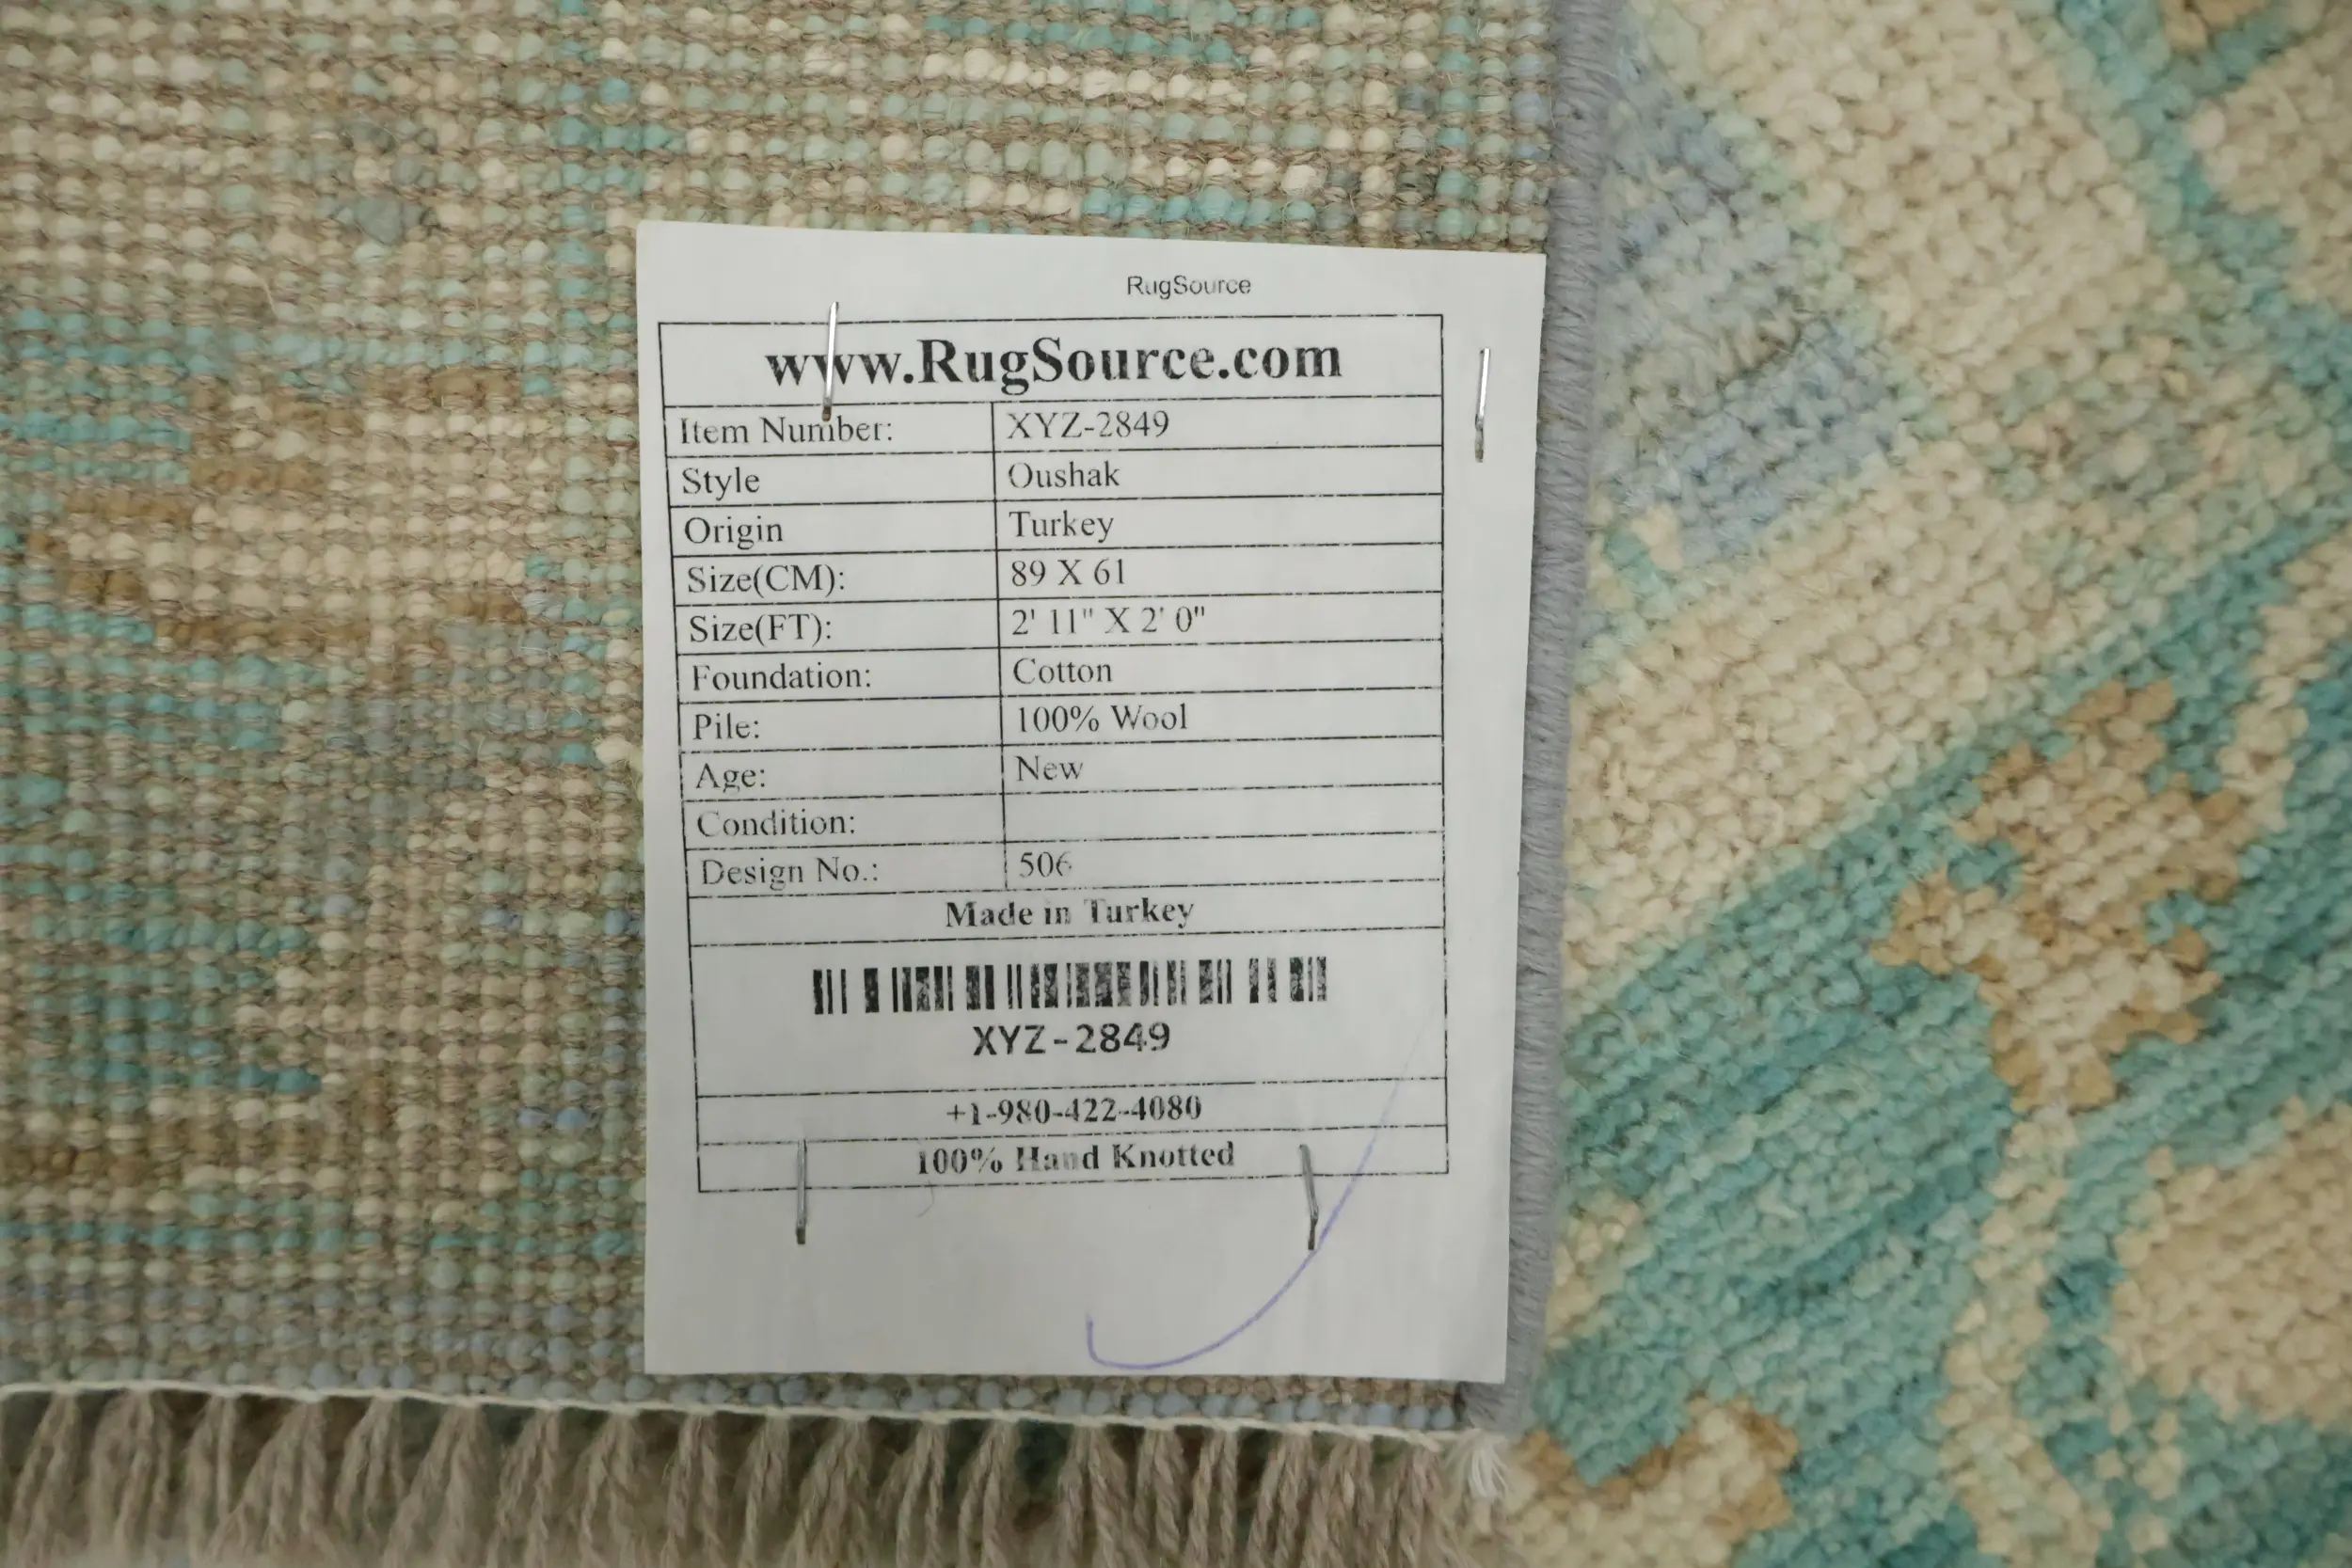 RugSource
www.RugSource.com
Item Number: XYZ-2849
Style Oushak
Origin Turkey
Size(CM): 89 X 61
Size(FT): 2' 11" X 2' 0"
Foundation: Cotton
Pile: 100% Wool
Age: New
Condition:
Design No.: 506
Made in Turkey
XYZ-2849
+1-980-422-4080
100% Hand Knotted